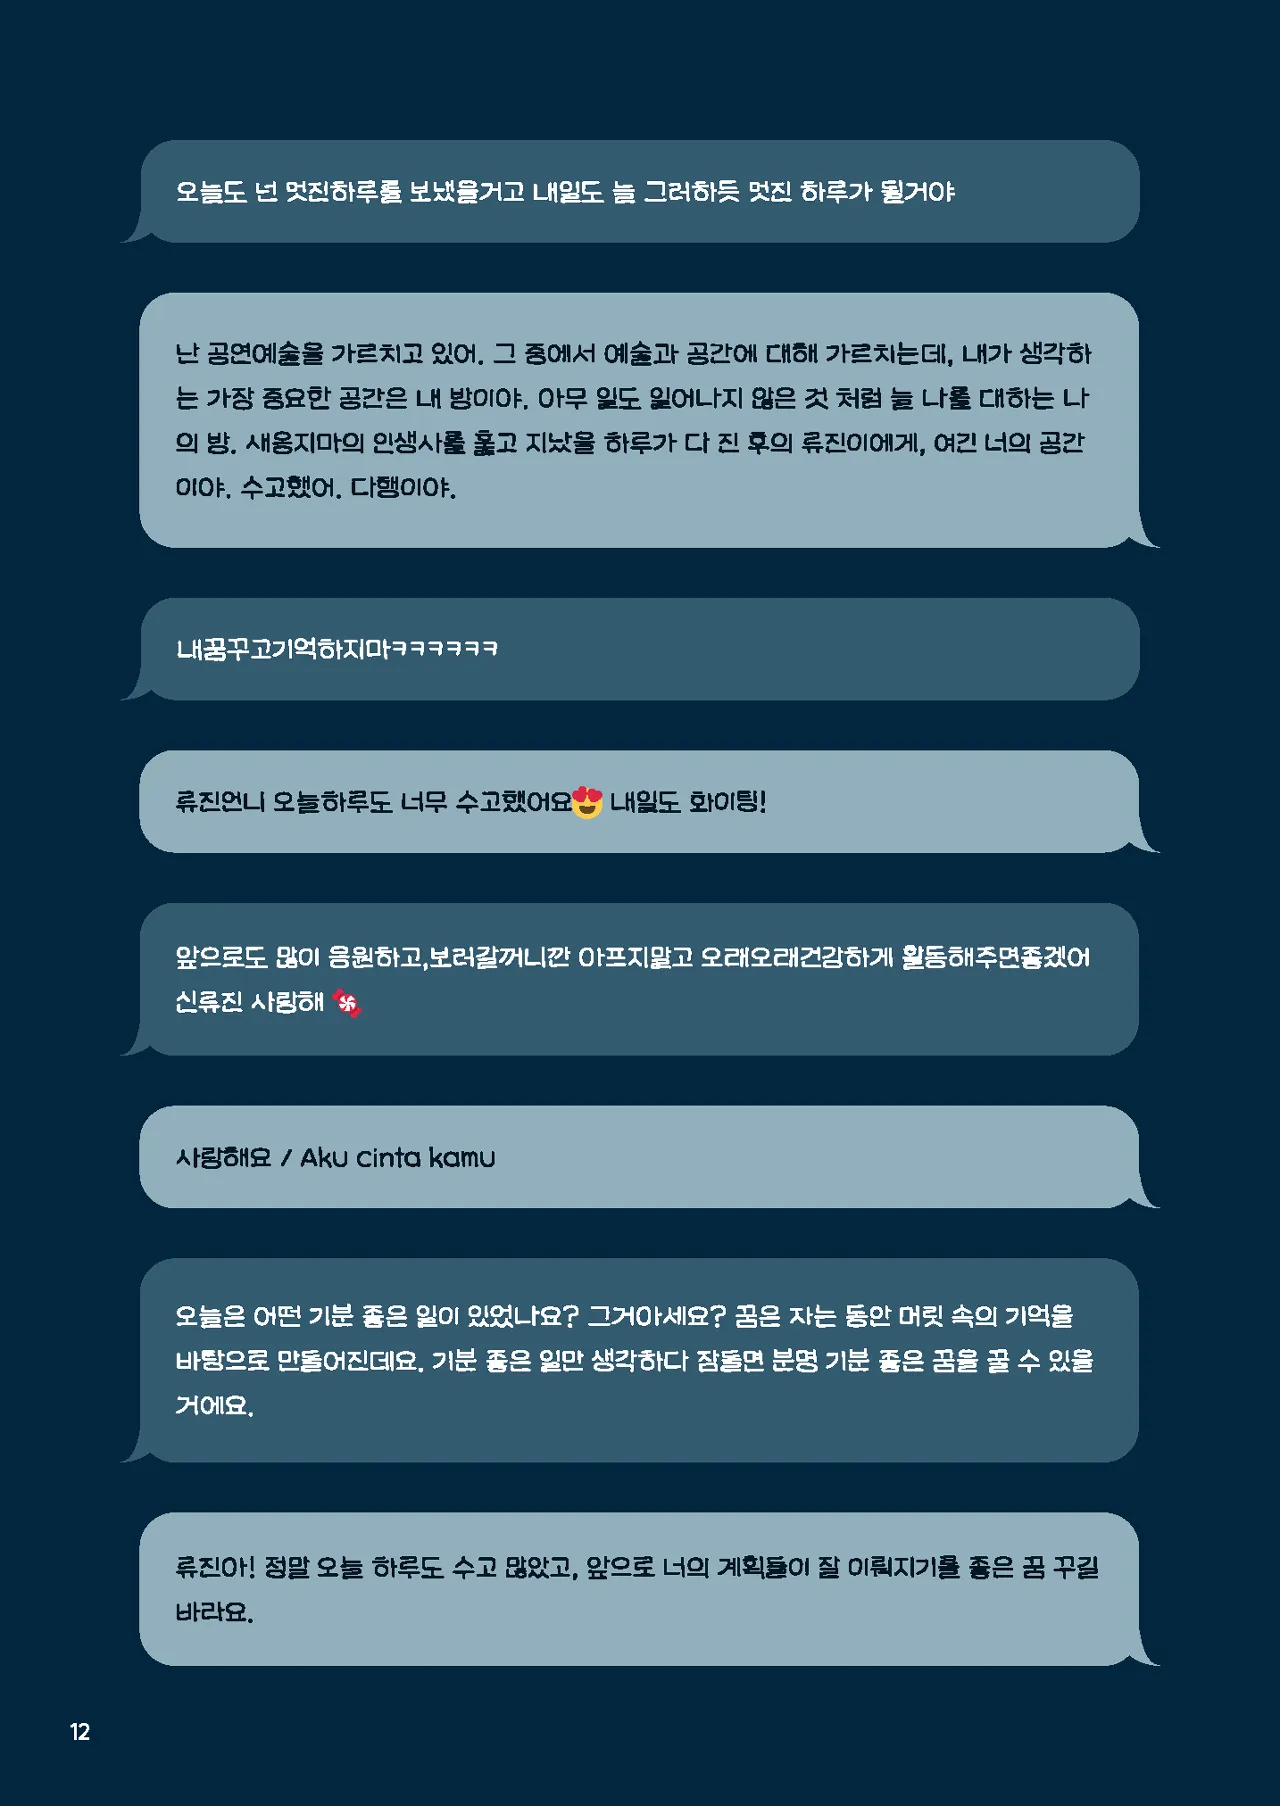 오늘도 넌 멋진하루를 보냈을거고 내일도 늘 그러하듯 멋진 하루가 될거야
난 공연예술을 가르치고 있어. 그 중에서 예술과 공간에 대해 가르치는데, 내가 생각하
는 가장 중요한 공간은 내 방이야. 아무 일도 일어나지 않은 것 처럼 늘 나를 대하는 나
의 방. 새옹지마의 인생사를 훑고 지났을 하루가 다 진 후의 류진이에게, 여긴 너의 공간
이야. 수고했어. 다행이야.
내꿈꾸고기억하지마ㅋㅋㅋㅋㅋㅋ
류진언니 오늘하루도 너무 수고했어요😍 내일도 화이팅!
앞으로도 많이 응원하고,보러갈꺼니깐 아프지말고 오래오래건강하게 활동해주면좋겠어
신류진 사랑해 🍬
사랑해요 / Aku cinta kamu
오늘은 어떤 기분 좋은 일이 있었나요? 그거아세요? 꿈은 자는 동안 머릿 속의 기억을
바탕으로 만들어진데요. 기분 좋은 일만 생각하다 잠들면 분명 기분 좋은 꿈을 꿀 수 있을
거에요.
류진아! 정말 오늘 하루도 수고 많았고, 앞으로 너의 계획들이 잘 이뤄지기를 좋은 꿈 꾸길
바라요.
12